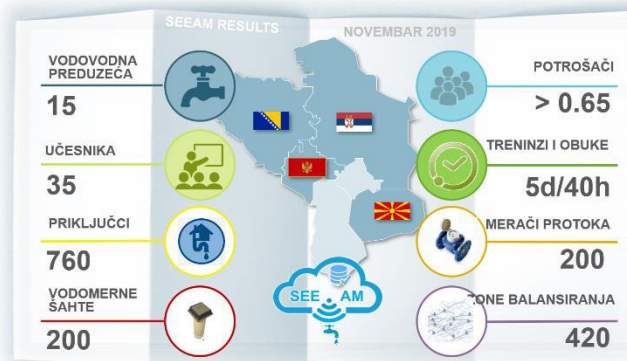 SEEAM RESULTS
NOVEMBAR 2019
VODOVODNA
PREDUZEĆA
15
UČESNIKA
35
PRIKLJUČCI
760
VODOMERNE
ŠAHTE
200
POTROŠAČI
> 0.65
TRENINZI I OBUKE
5d/40h
MERAČI PROTOKA
200
ZONE BALANSIRANJA
420
SEE AM